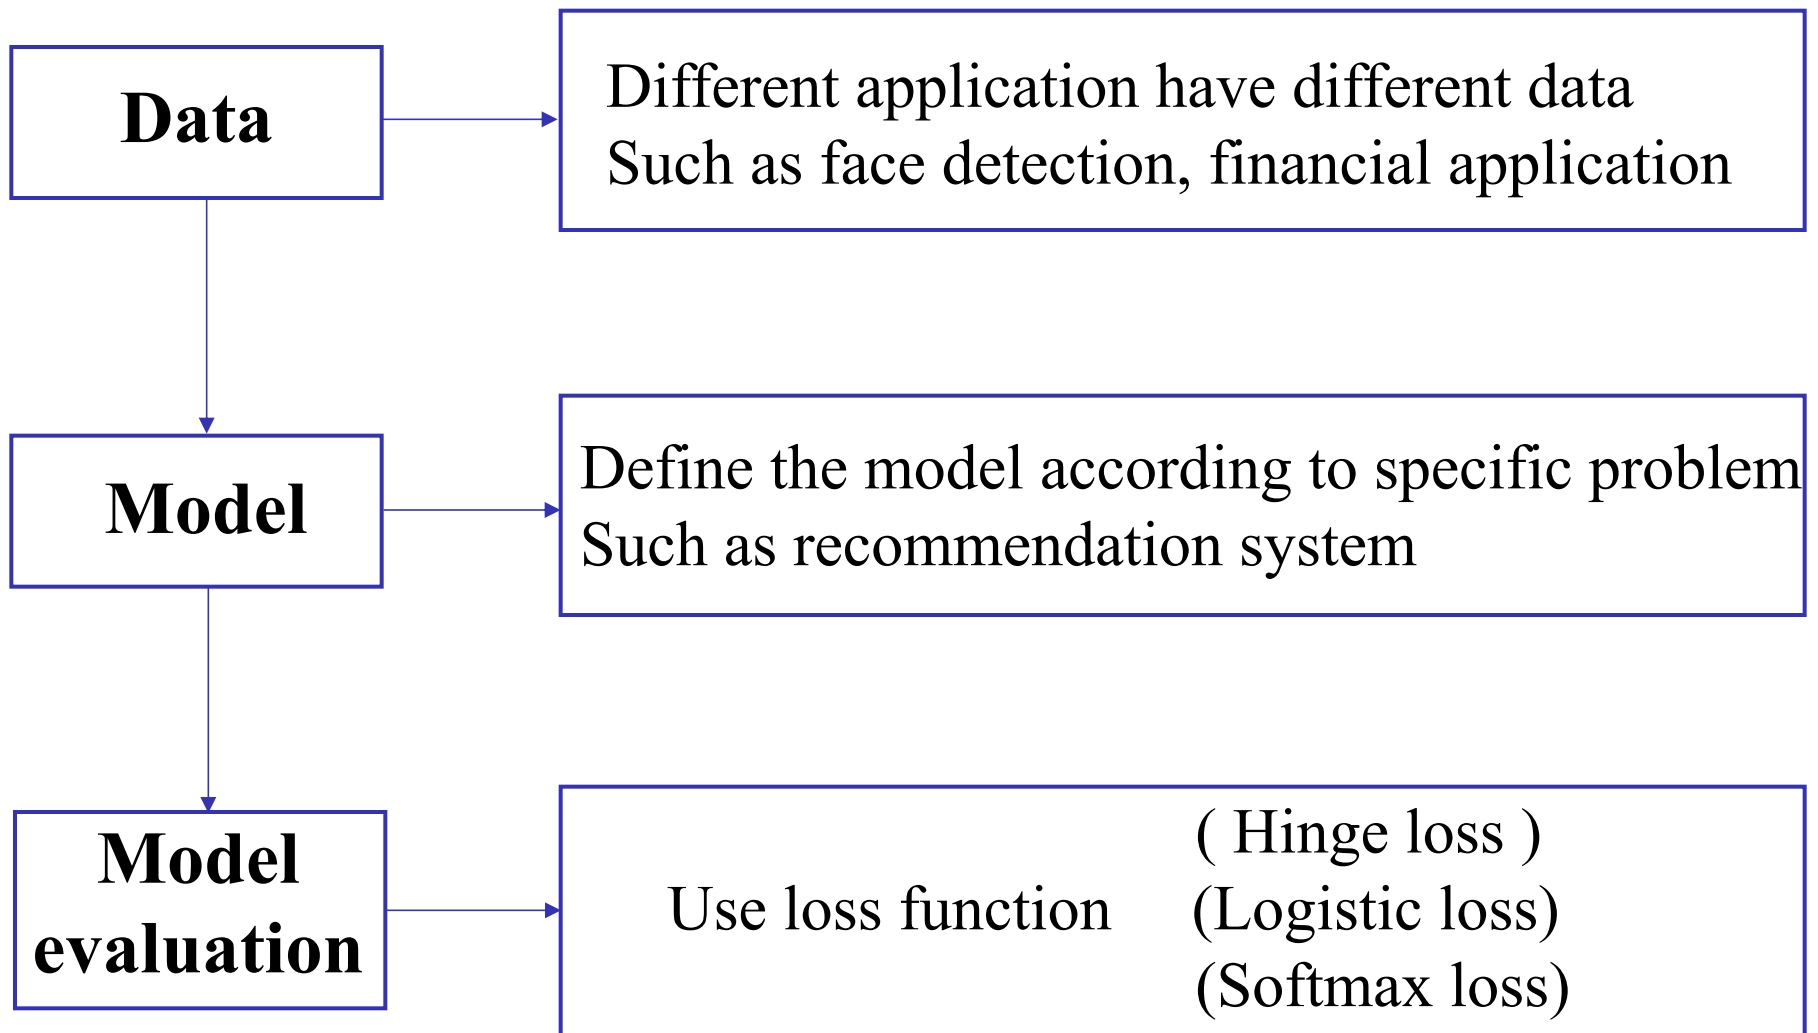 Data
Different application have different data
Such as face detection, financial application
Model
Define the model according to specific problem
Such as recommendation system
Model
evaluation
( Hinge loss )
Use loss function (Logistic loss)
(Softmax loss)